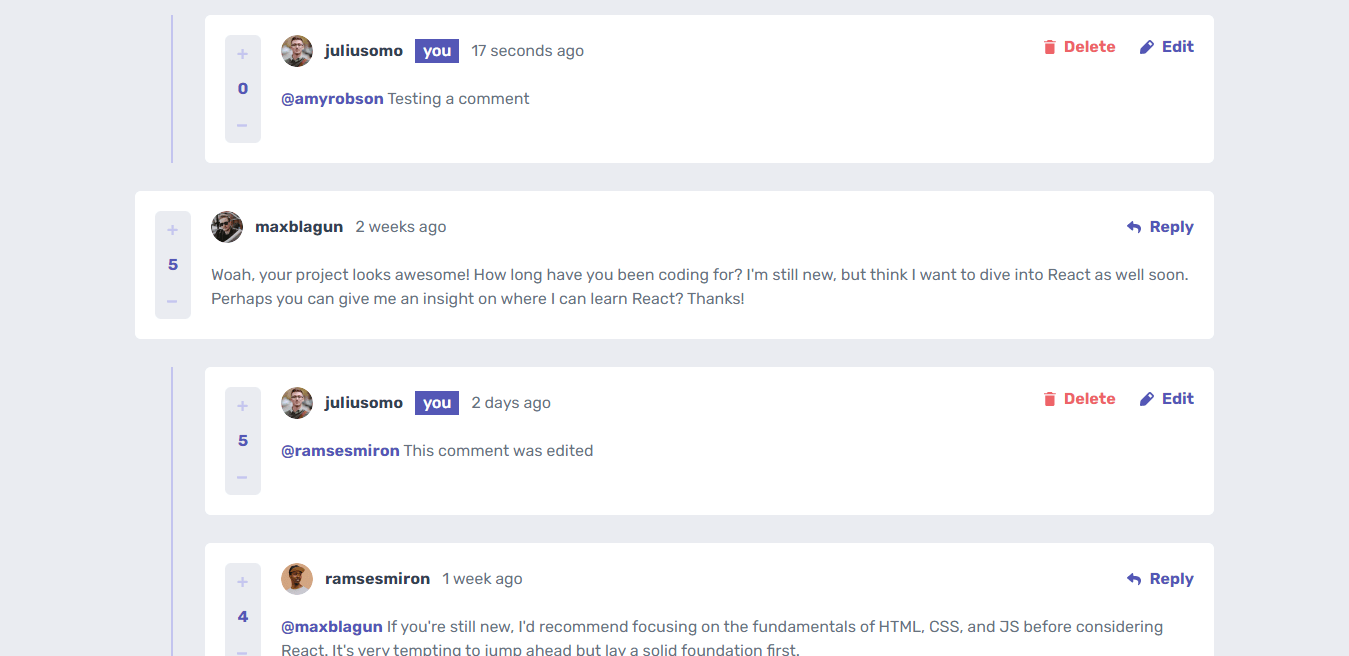 +
0
–
juliusomo you 17 seconds ago
Delete Edit
@amyrobson Testing a comment
+
5
–
maxblagun 2 weeks ago
Reply
Woah, your project looks awesome! How long have you been coding for? I'm still new, but think I want to dive into React as well soon.
Perhaps you can give me an insight on where I can learn React? Thanks!
+
5
–
juliusomo you 2 days ago
Delete Edit
@ramsesmiron This comment was edited
+
4
–
ramsesmiron 1 week ago
Reply
@maxblagun If you're still new, I'd recommend focusing on the fundamentals of HTML, CSS, and JS before considering
React. It's very tempting to jump ahead but lay a solid foundation first.